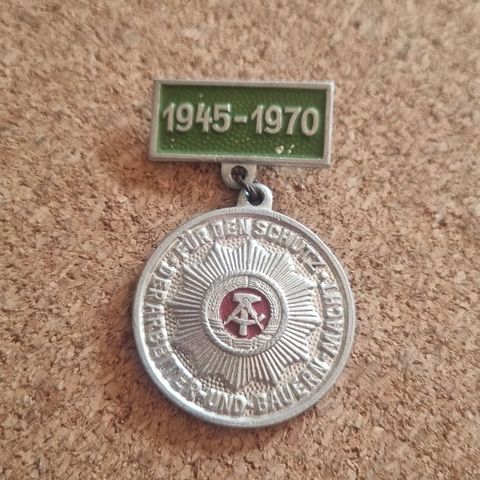 1945-1970
FÜR DEN SCHUTZ DER ARBEITER-UND-BAUERN-MACHT